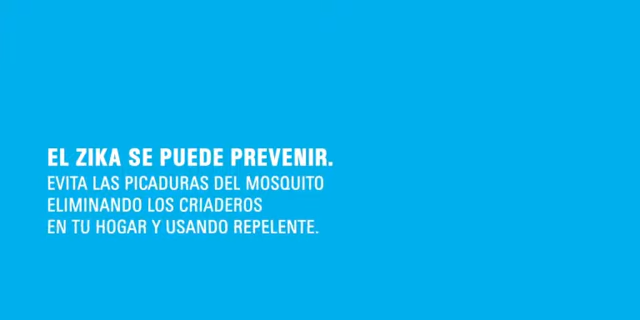 EL ZIKA SE PUEDE PREVENIR.
EVITA LAS PICADURAS DEL MOSQUITO
ELIMINANDO LOS CRIADEROS
EN TU HOGAR Y USANDO REPELENTE.